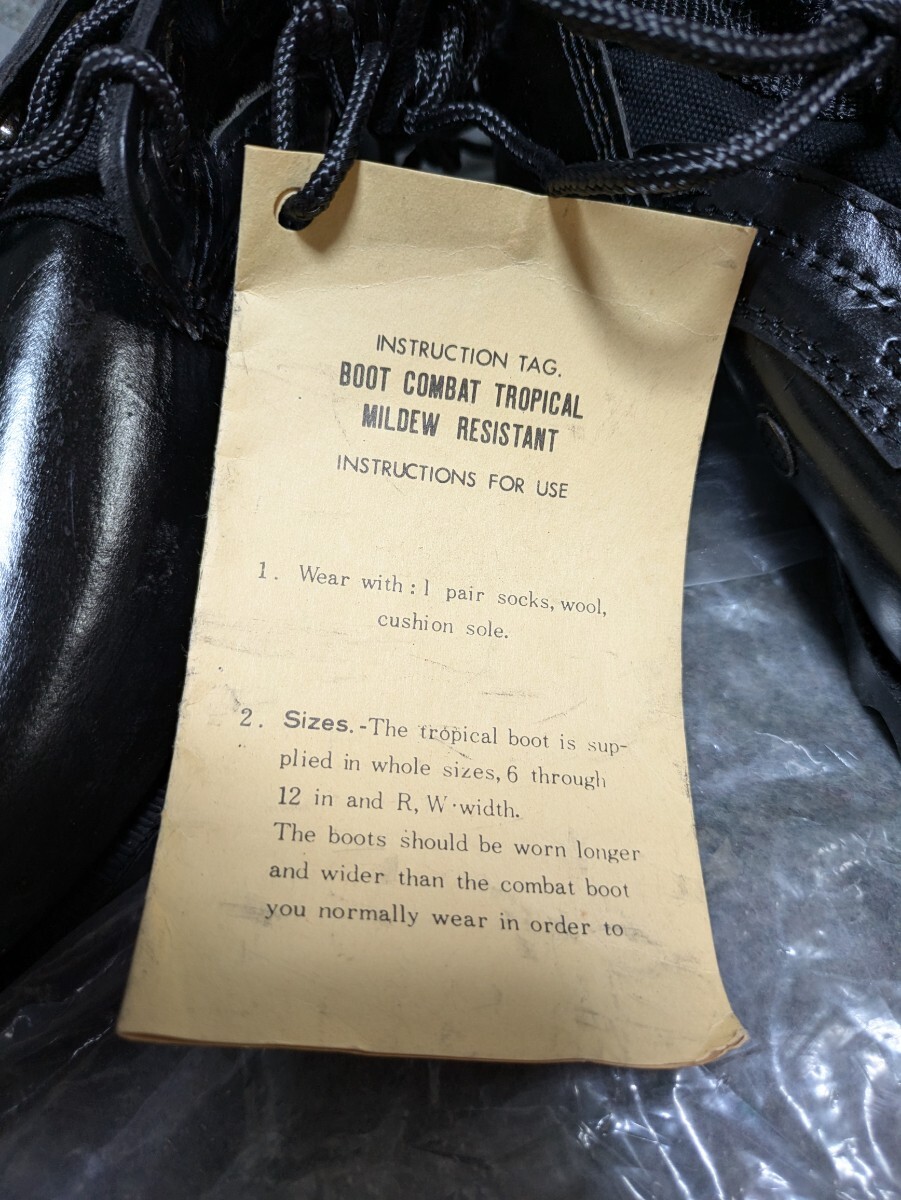 INSTRUCTION TAG.
BOOT COMBAT TROPICAL
MILDEW RESISTANT
INSTRUCTIONS FOR USE
1. Wear with : 1 pair socks, wool,
cushion sole.
2. Sizes. -The tropical boot is sup-
plied in whole sizes, 6 through
12 in and R, W·width.
The boots should be worn longer
and wider than the combat boot
you normally wear in order to